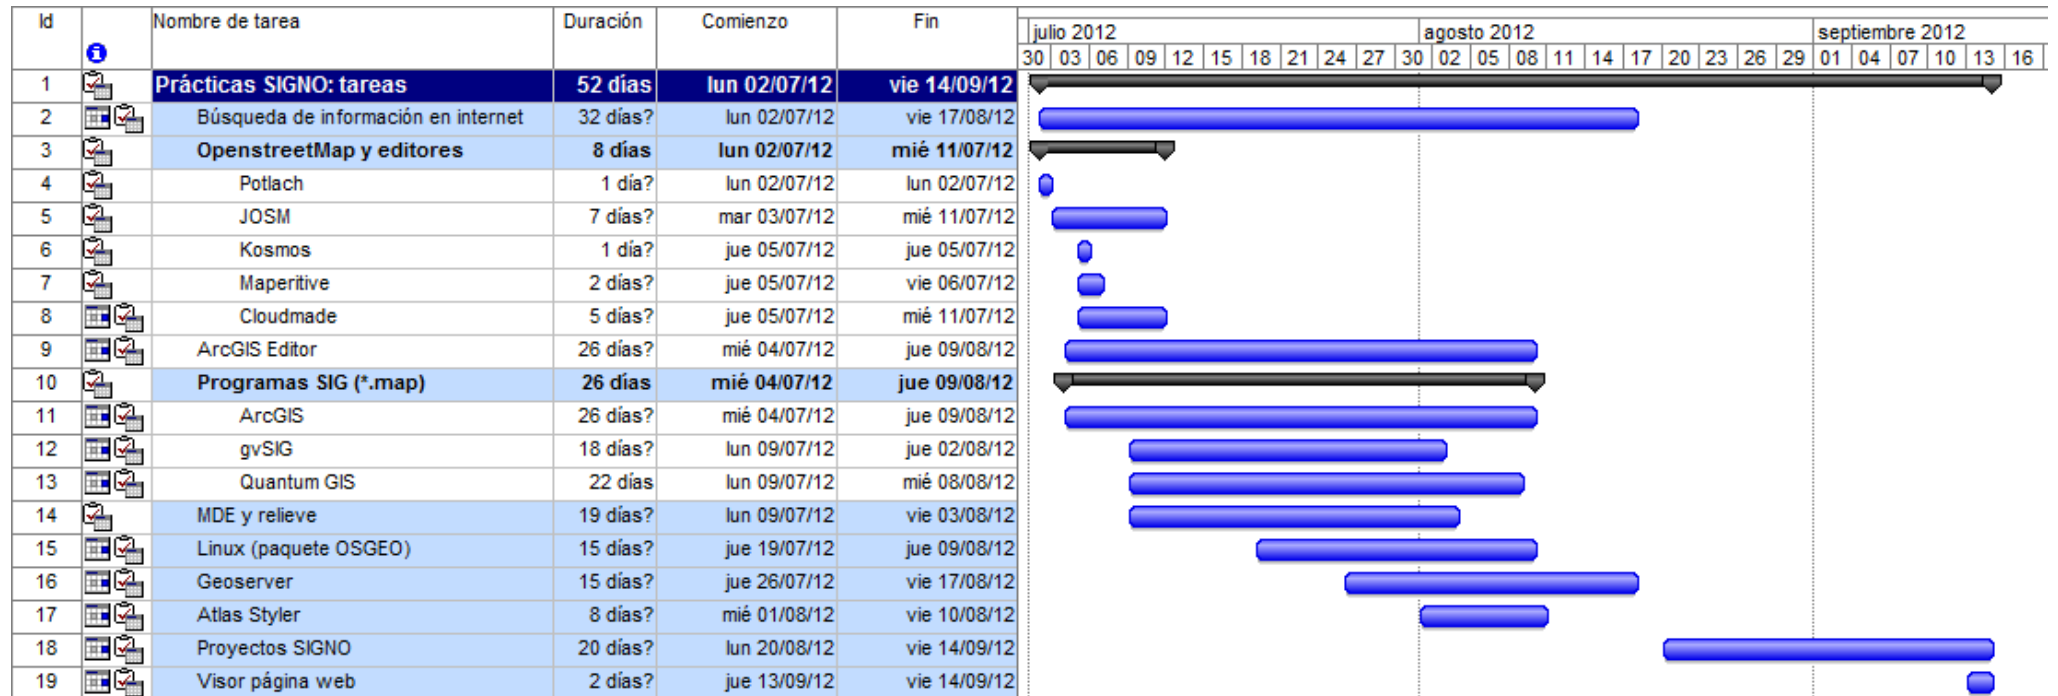 Id Nombre de tarea Duración Comienzo Fin
julio 2012 agosto 2012 septiembre 2012
30 03 06 09 12 15 18 21 24 27 30 02 05 08 11 14 17 20 23 26 29 01 04 07 10 13 16
1 Prácticas SIGNO: tareas 52 días lun 02/07/12 vie 14/09/12
2 Búsqueda de información en internet 32 días? lun 02/07/12 vie 17/08/12
3 OpenstreetMap y editores 8 días lun 02/07/12 mié 11/07/12
4 Potlach 1 día? lun 02/07/12 lun 02/07/12
5 JOSM 7 días? mar 03/07/12 mié 11/07/12
6 Kosmos 1 día? jue 05/07/12 jue 05/07/12
7 Maperitive 2 días? jue 05/07/12 vie 06/07/12
8 Cloudmade 5 días? jue 05/07/12 mié 11/07/12
9 ArcGIS Editor 26 días? mié 04/07/12 jue 09/08/12
10 Programas SIG (*.map) 26 días mié 04/07/12 jue 09/08/12
11 ArcGIS 26 días? mié 04/07/12 jue 09/08/12
12 gvSIG 18 días? lun 09/07/12 jue 02/08/12
13 Quantum GIS 22 días lun 09/07/12 mié 08/08/12
14 MDE y relieve 19 días? lun 09/07/12 vie 03/08/12
15 Linux (paquete OSGEO) 15 días? jue 19/07/12 jue 09/08/12
16 Geoserver 15 días? jue 26/07/12 vie 17/08/12
17 Atlas Styler 8 días? mié 01/08/12 vie 10/08/12
18 Proyectos SIGNO 20 días? lun 20/08/12 vie 14/09/12
19 Visor página web 2 días? jue 13/09/12 vie 14/09/12